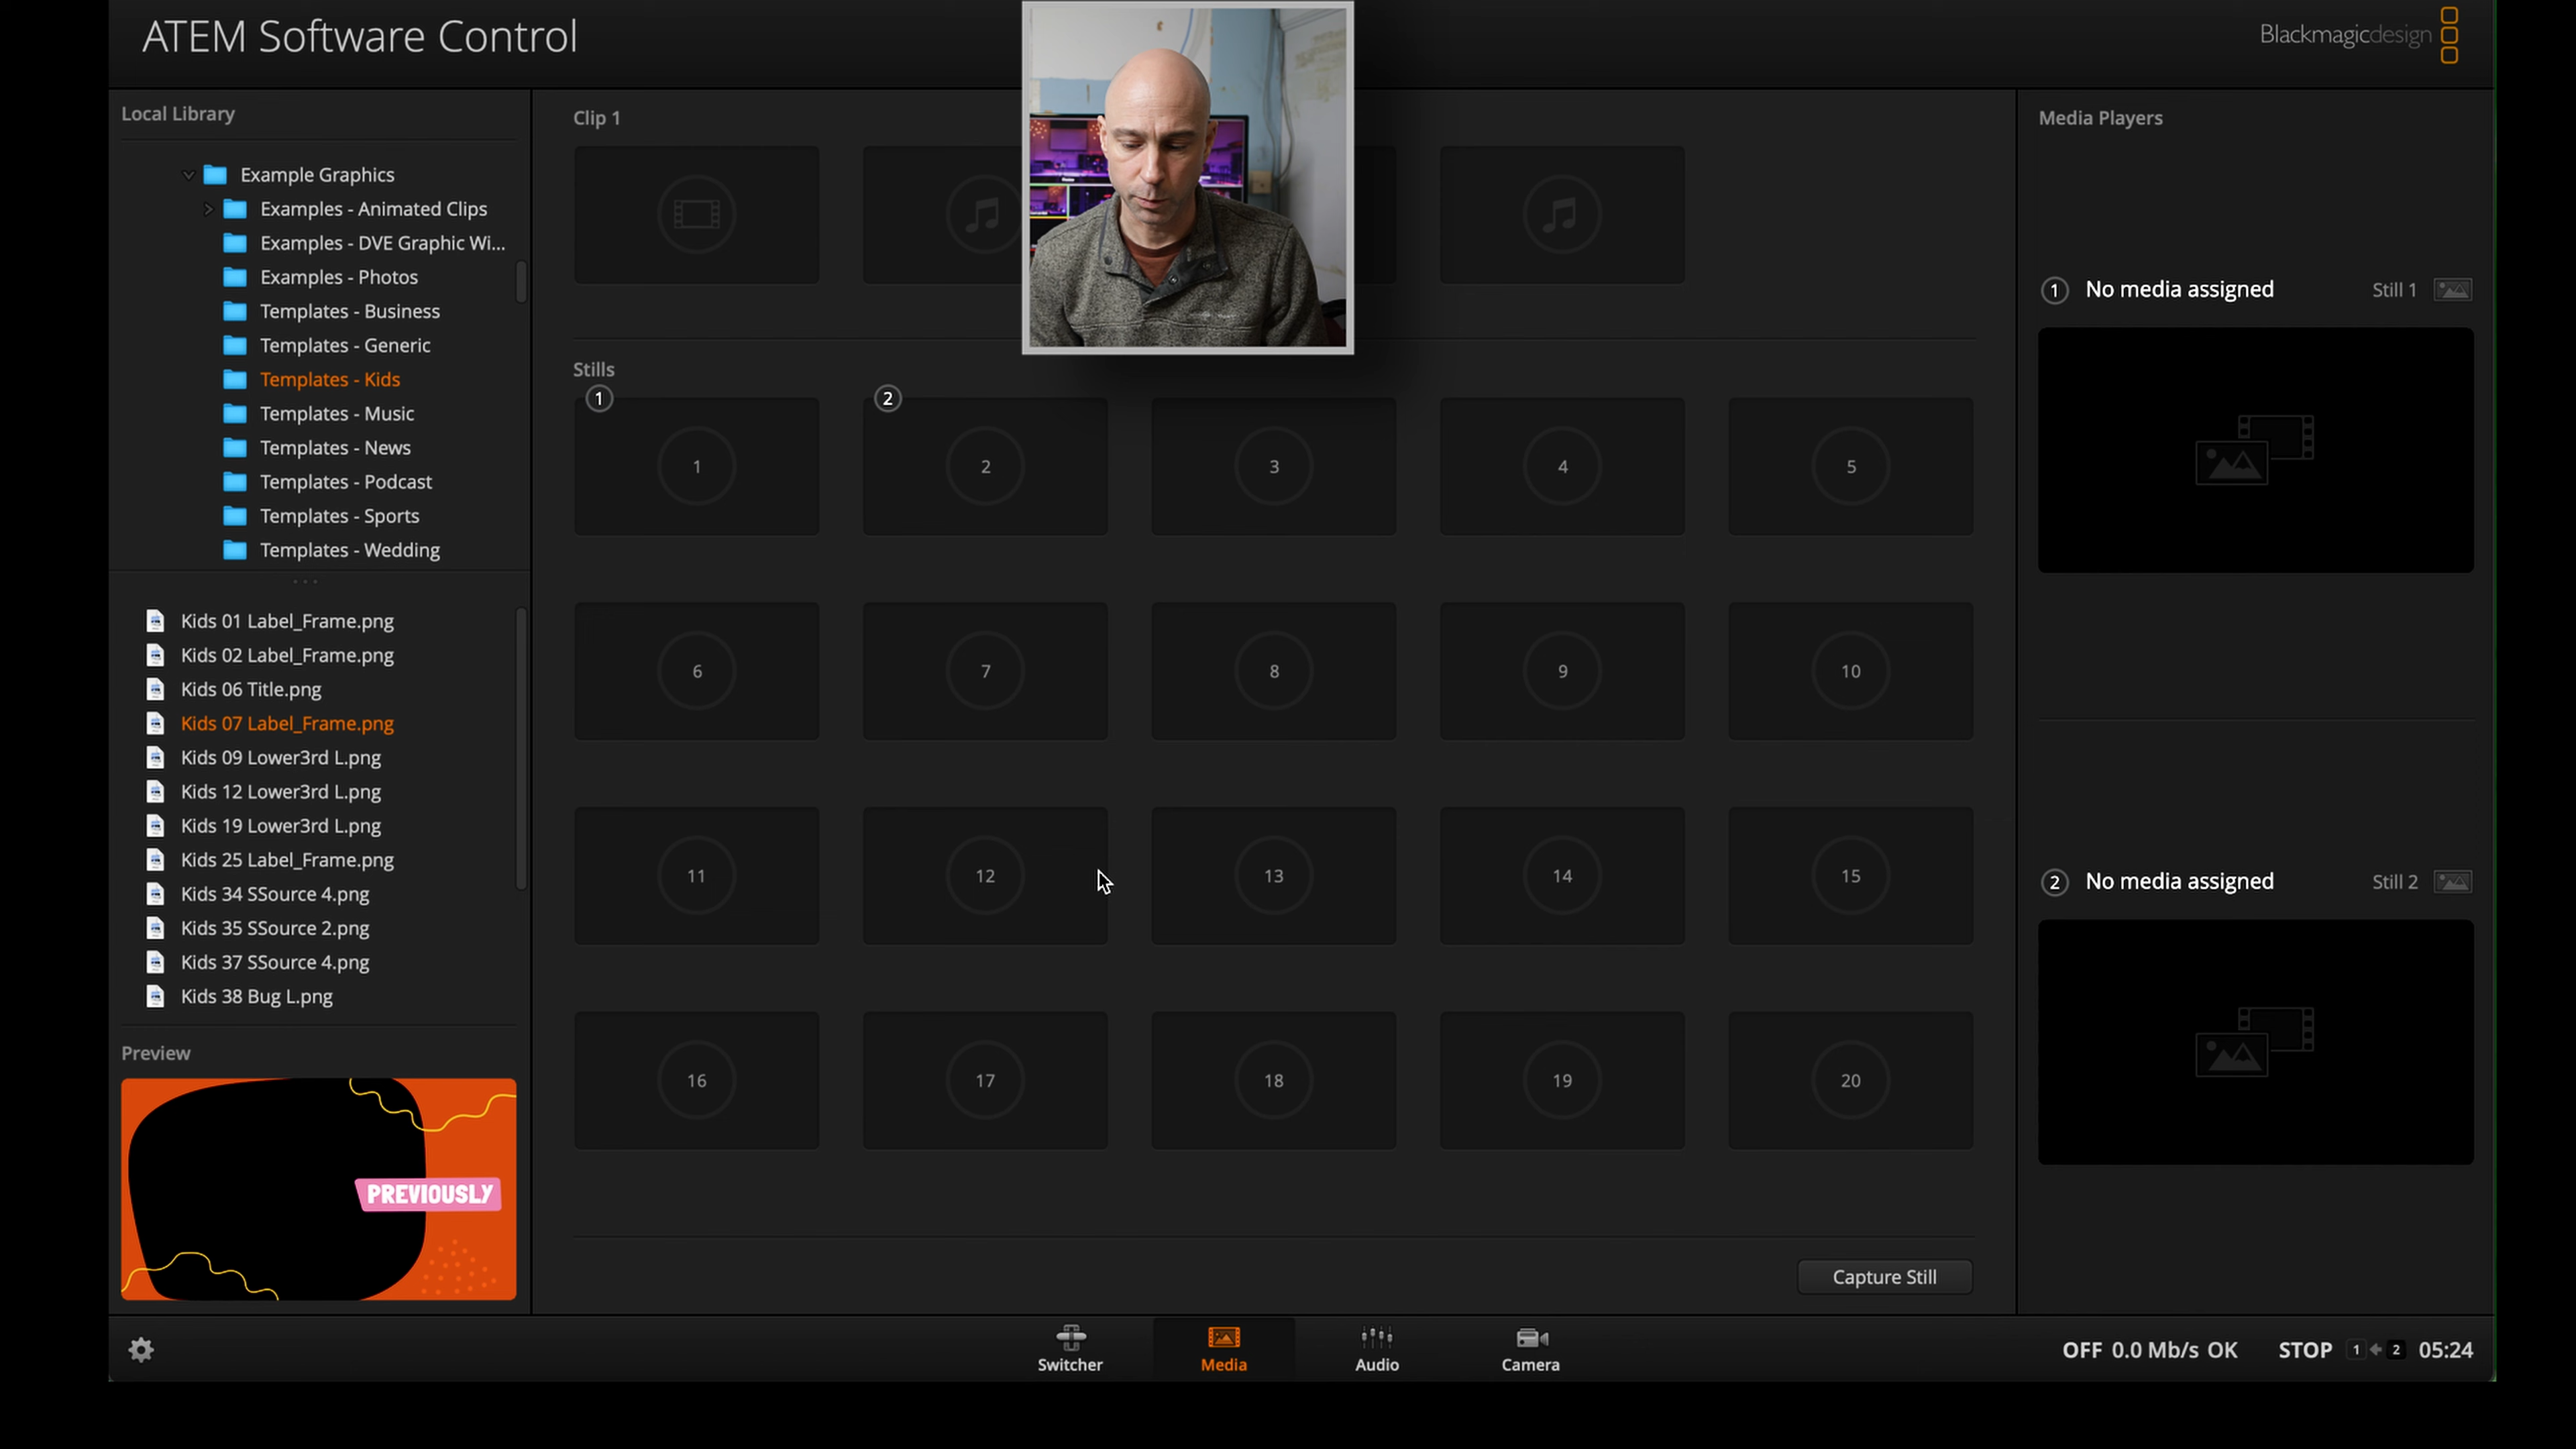 ATEM Software Control
Blackmagicdesign
Local Library
Example Graphics
Examples - Animated Clips
Examples - DVE Graphic Wi...
Examples - Photos
Templates - Business
Templates - Generic
Templates - Kids
Templates - Music
Templates - News
Templates - Podcast
Templates - Sports
Templates - Wedding
Kids 01 Label_Frame.png
Kids 02 Label_Frame.png
Kids 06 Title.png
Kids 07 Label_Frame.png
Kids 09 Lower3rd L.png
Kids 12 Lower3rd L.png
Kids 19 Lower3rd L.png
Kids 25 Label_Frame.png
Kids 34 SSource 4.png
Kids 35 SSource 2.png
Kids 37 SSource 4.png
Kids 38 Bug L.png
Preview
PREVIOUSLY
Clip 1
Stills
1 2
1 2 3 4 5
6 7 8 9 10
11 12 13 14 15
16 17 18 19 20
Capture Still
Media Players
1 No media assigned Still 1
2 No media assigned Still 2
Switcher Media Audio Camera
OFF 0.0 Mb/s OK STOP 1 2 05:24